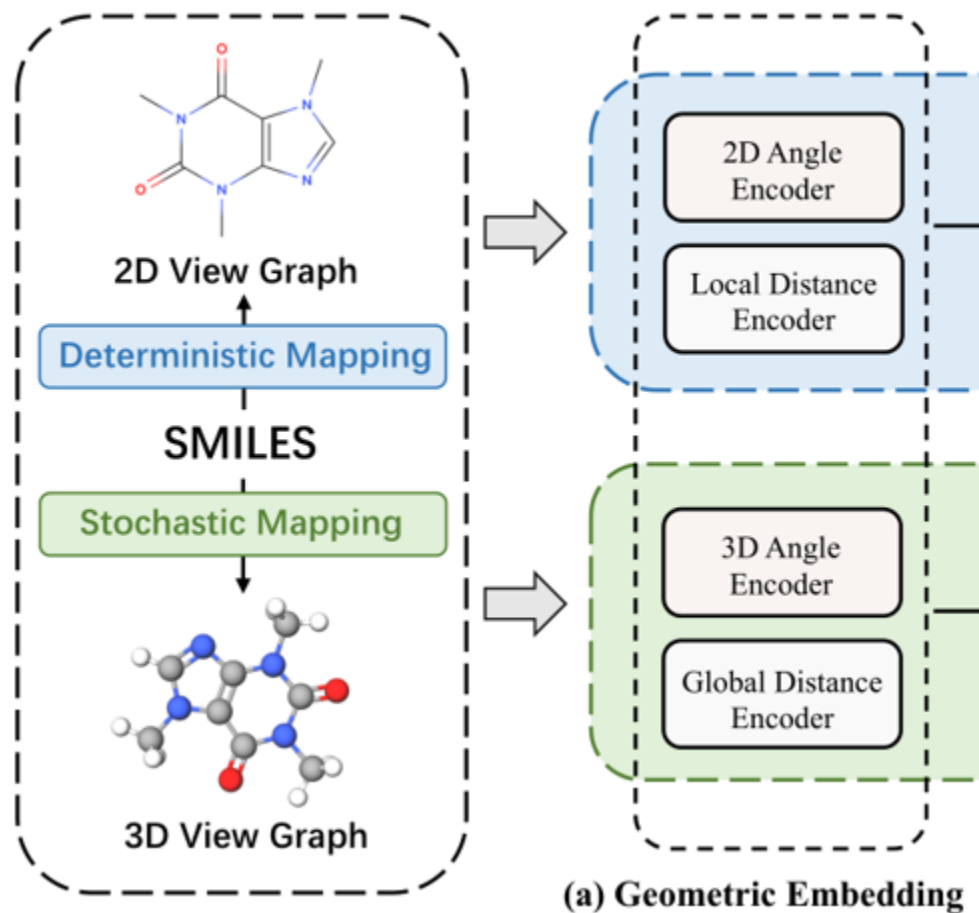 O
N
N
O
N
N
2D View Graph
Deterministic Mapping
SMILES
Stochastic Mapping
3D View Graph
2D Angle
Encoder
Local Distance
Encoder
3D Angle
Encoder
Global Distance
Encoder
(a) Geometric Embedding